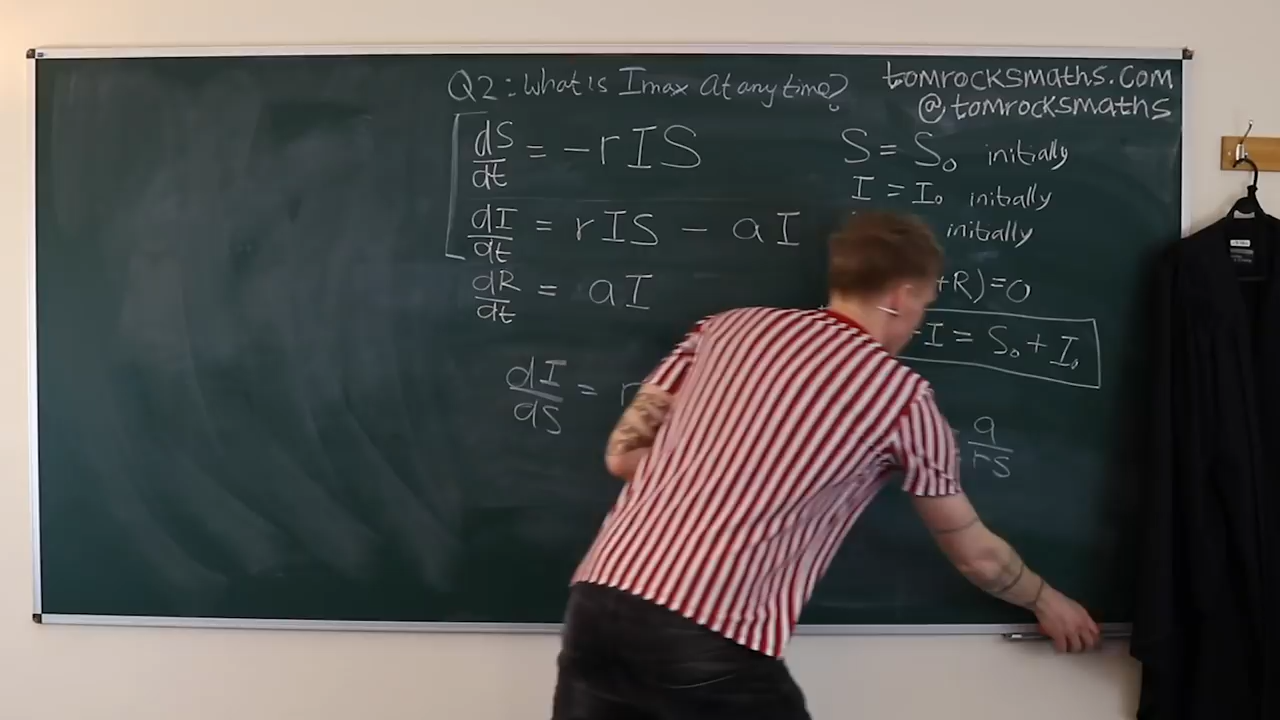 Q2: What is Imax at any time?
tomrocksmaths.com
@tomrocksmaths
dS/dt = -rIS
S = S₀ initially
I = I₀ initially
dI/dt = rIS - aI
initially
dR/dt = aI
+R)=0
I = S₀ + I₀
dI/dS =
a/rs